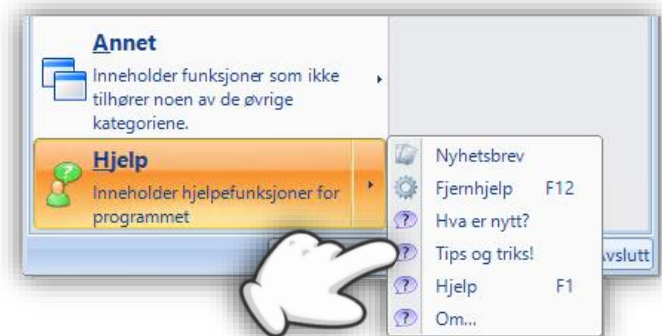 Annet
Inneholder funksjoner som ikke
tilhører noen av de øvrige
kategoriene.
Hjelp
Inneholder hjelpefunksjoner for
programmet
Nyhetsbrev
Fjernhjelp F12
Hva er nytt?
Tips og triks!
Hjelp F1
Om...
Avslutt